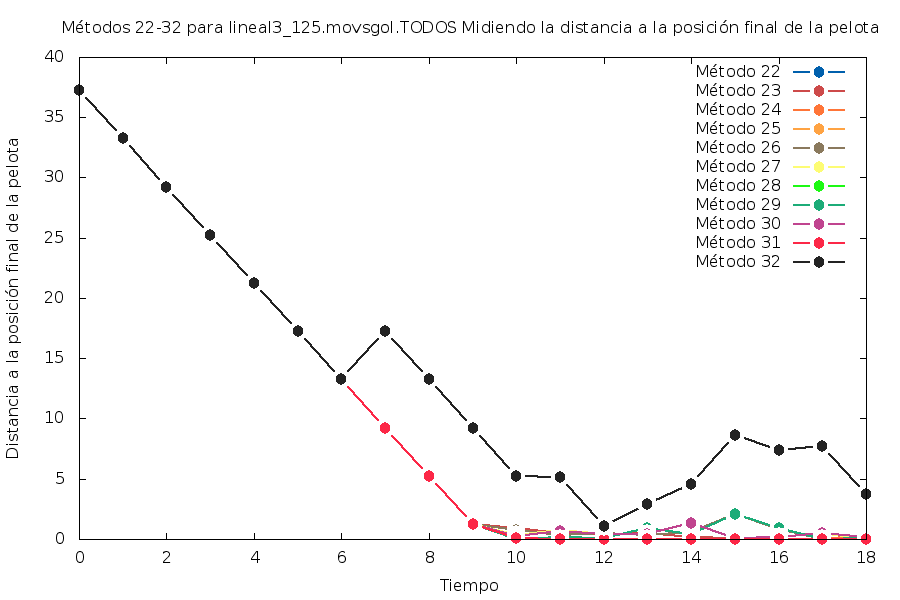 Métodos 22-32 para lineal3_125.movsgol.TODOS Midiendo la distancia a la posición final de la pelota
40
35
30
25
20
15
10
5
0
Distancia a la posición final de la pelota
Método 22
Método 23
Método 24
Método 25
Método 26
Método 27
Método 28
Método 29
Método 30
Método 31
Método 32
0 2 4 6 8 10 12 14 16 18
Tiempo